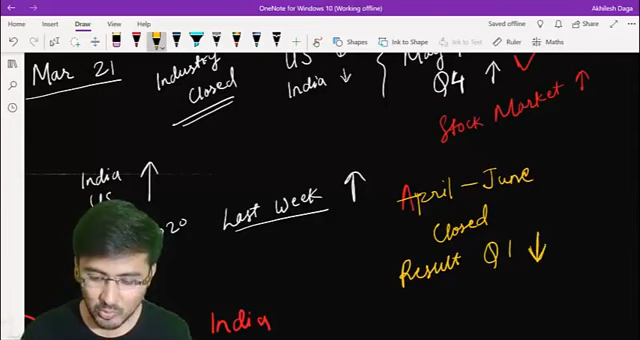 OneNote for Windows 10 (Working offline)
Akhilesh Daga
Home Insert Draw View
Saved offline
Shapes Ink to Shape Ink to Text Ruler Maths
Mar 21
Industry
Closed
US
India ↓
May
Q4 ↑
Stock Market ↑
India ↑
US
Last Week ↑
April - June
Closed
Result Q1 ↓
India